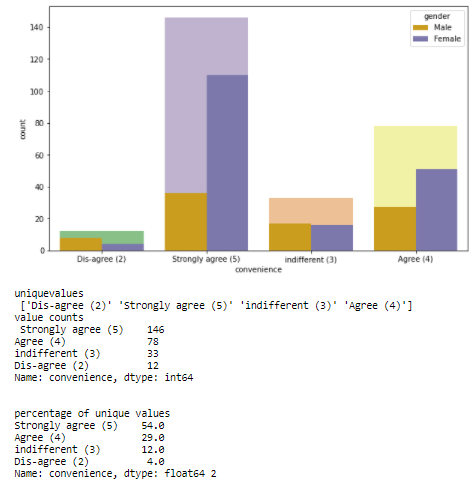 gender
Male
Female
140
120
100
80
60
40
20
0
count
Dis-agree (2) Strongly agree (5) indifferent (3) Agree (4)
convenience
uniquevalues
['Dis-agree (2)' 'Strongly agree (5)' 'indifferent (3)' 'Agree (4)']
value counts
Strongly agree (5) 146
Agree (4) 78
indifferent (3) 33
Dis-agree (2) 12
Name: convenience, dtype: int64
percentage of unique values
Strongly agree (5) 54.0
Agree (4) 29.0
indifferent (3) 12.0
Dis-agree (2) 4.0
Name: convenience, dtype: float64 2